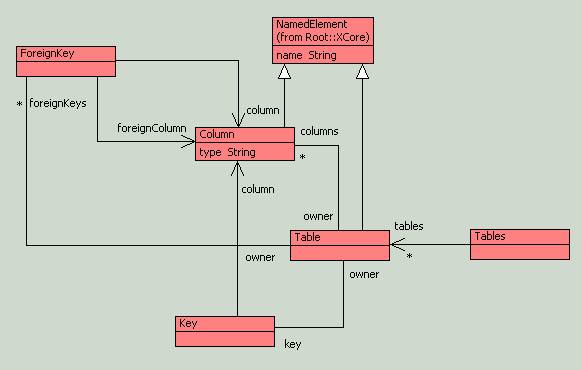 NamedElement
(from Root::XCore)
name String
ForeignKey
* foreignKeys
column
foreignColumn
Column
type String
columns
*
column
owner
tables
Table
*
Tables
owner
owner
Key
key